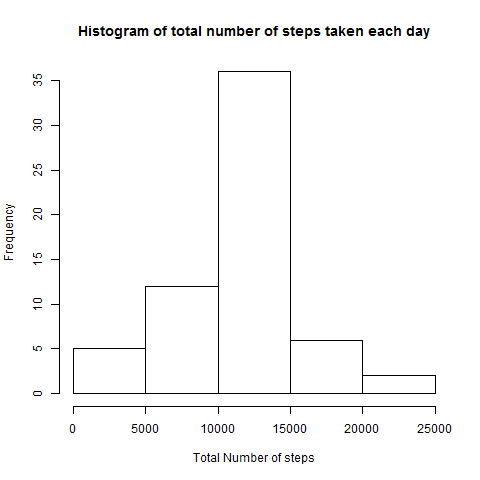 Histogram of total number of steps taken each day
Frequency
35
30
25
20
15
10
5
0
0 5000 10000 15000 20000 25000
Total Number of steps